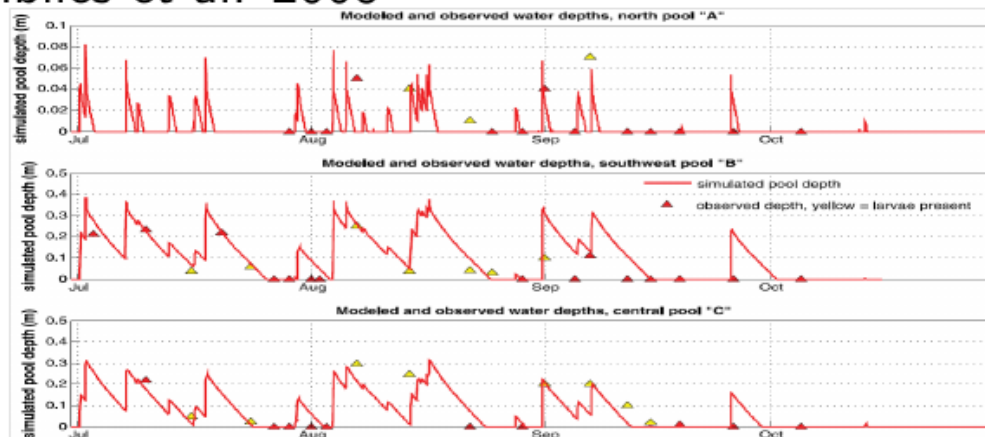 Modeled and observed water depths, north pool "A"
simulated pool depth (m)
0.1
0.08
0.06
0.04
0.02
0
Jul Aug Sep Oct
Modeled and observed water depths, southwest pool "B"
simulated pool depth (m)
0.5
0.4
0.3
0.2
0.1
0
simulated pool depth
observed depth, yellow = larvae present
Jul Aug Sep Oct
Modeled and observed water depths, central pool "C"
simulated pool depth (m)
0.5
0.4
0.3
0.2
0.1
0
Jul Aug Sep Oct